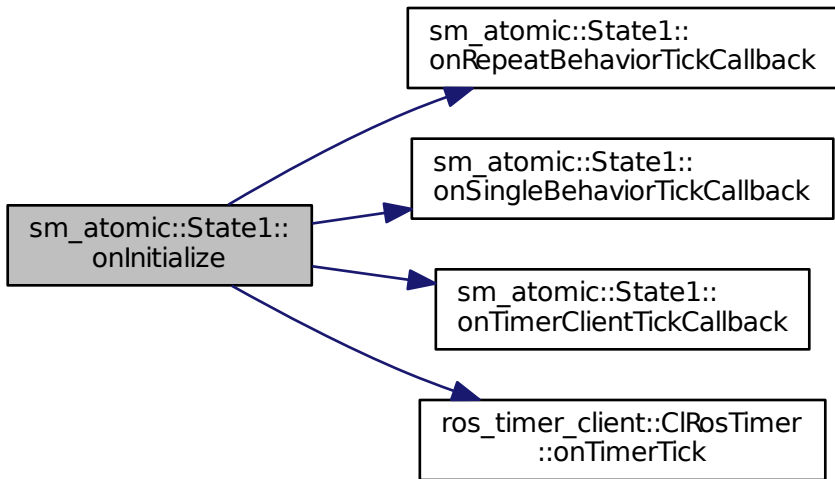 sm_atomic::State1::
onRepeatBehaviorTickCallback
sm_atomic::State1::
onSingleBehaviorTickCallback
sm_atomic::State1::
onInitialize
sm_atomic::State1::
onTimerClientTickCallback
ros_timer_client::ClRosTimer
::onTimerTick